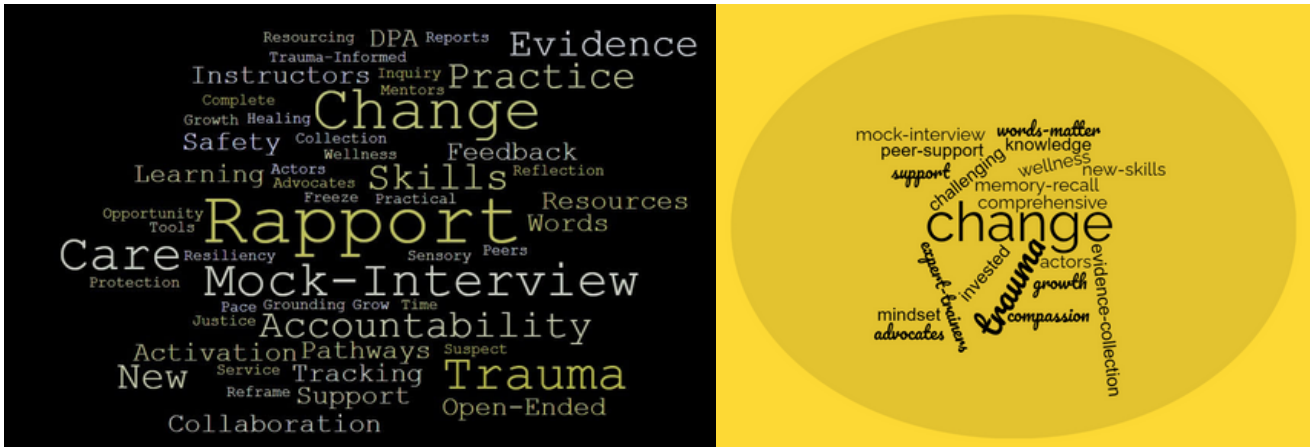 Resourcing DPA Reports Evidence
Trauma-Informed
Instructors Inquiry Practice
Mentors
Complete Change
Growth Healing
Safety Collection
Wellness Feedback
Learning Actors Skills Reflection
Advocates
Freeze Practical
Opportunity Rapport Resources
Tools Words
Care Resiliency Sensory Peers
Protection Mock-Interview
Pace Grounding Grow Time
Justice Accountability
Activation Pathways Suspect
New Service Tracking Trauma
Reframe Support Open-Ended
Collaboration
mock-interview words-matter
peer-support knowledge
support challenging wellness new-skills
memory-recall
comprehensive
change
expert-trainers invested trauma actors evidence-collection
growth
mindset compassion
advocates